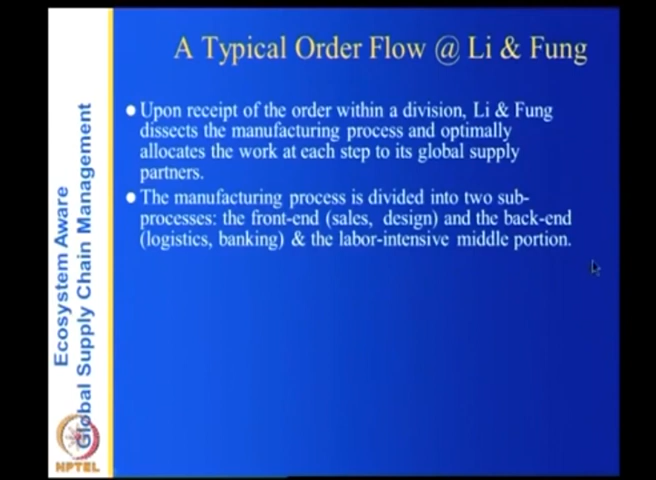 A Typical Order Flow @ Li & Fung
Upon receipt of the order within a division, Li & Fung
dissects the manufacturing process and optimally
allocates the work at each step to its global supply
partners.
The manufacturing process is divided into two sub-
processes: the front-end (sales, design) and the back-end
(logistics, banking) & the labor-intensive middle portion.
Ecosystem Aware
Global Supply Chain Management
NPTEL